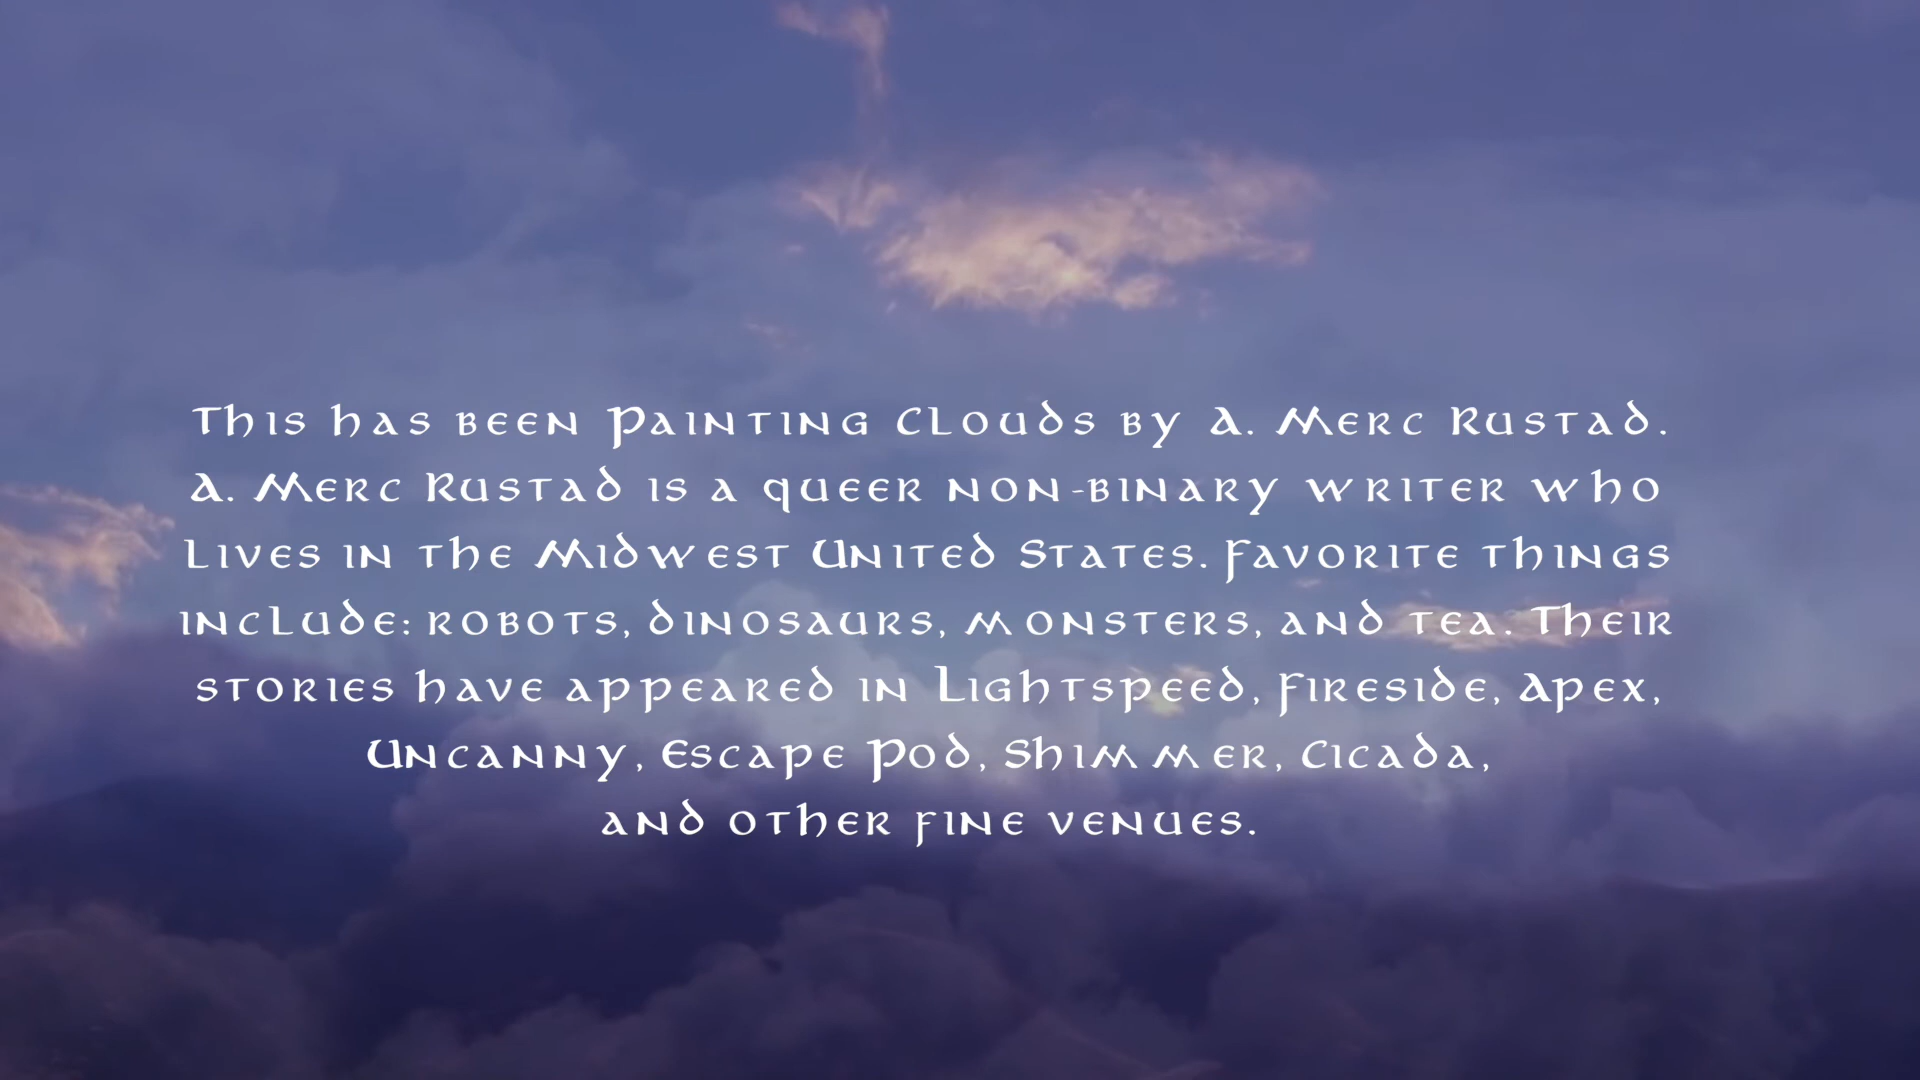 This has been Painting Clouds by A. Merc Rustad.
A. Merc Rustad is a queer non-binary writer who
lives in the Midwest United States. Favorite things
include: robots, dinosaurs, monsters, and tea. Their
stories have appeared in Lightspeed, Fireside, Apex,
Uncanny, Escape Pod, Shimmer, Cicada,
and other fine venues.